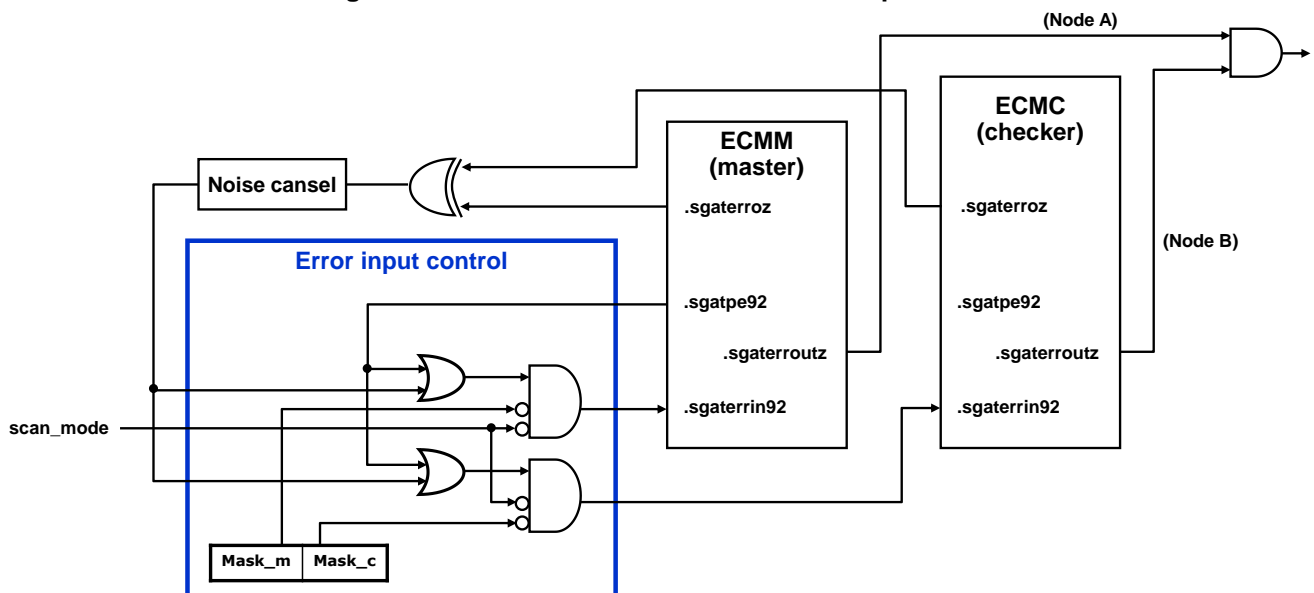 (Node A)
ECMC
(checker)
ECMM
(master)
Noise cansel
.sgaterroz
.sgaterroz
(Node B)
Error input control
.sgatpe92
.sgatpe92
.sgaterroutz
.sgaterroutz
.sgaterrin92
.sgaterrin92
scan_mode
Mask_m
Mask_c